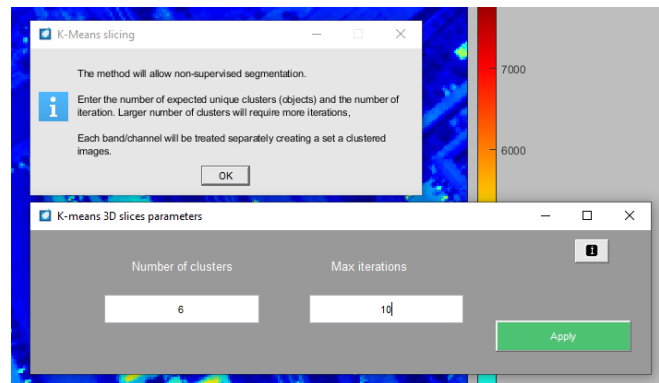 K-Means slicing
The method will allow non-supervised segmentation.
Enter the number of expected unique clusters (objects) and the number of
iteration. Larger number of clusters will require more iterations,
Each band/channel will be treated separately creating a set a clustered
images.
OK
7000
6000
K-means 3D slices parameters
Number of clusters
Max iterations
6
10
Apply